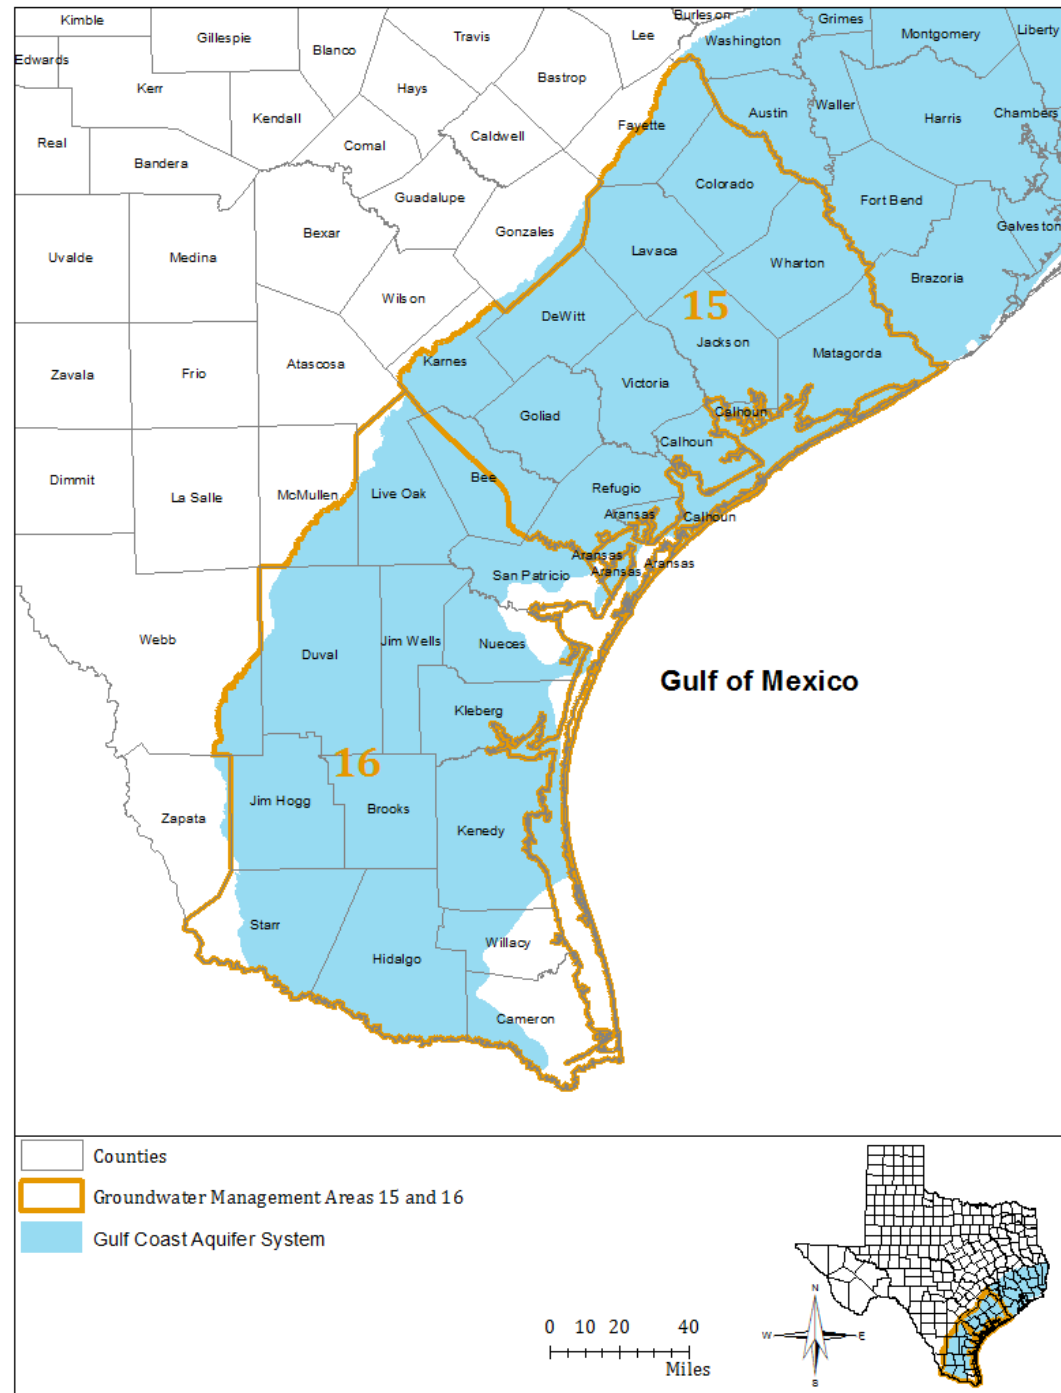 Kimble
Gillespie
Blanco
Travis
Lee
Burleson
Washington
Grimes
Montgomery
Liberty
Edwards
Kerr
Hays
Bastrop
Kendall
Caldwell
Fayette
Austin
Waller
Harris
Chambers
Real
Bandera
Comal
Guadalupe
Colorado
Fort Bend
Galveston
Uvalde
Medina
Bexar
Gonzales
Lavaca
Wharton
Brazoria
Wilson
15
DeWitt
Jackson
Matagorda
Zavala
Frio
Atascosa
Karnes
Victoria
Goliad
Calhoun
Calhoun
Dimmit
La Salle
McMullen
Live Oak
Bee
Refugio
Aransas
Calhoun
Aransas
Aransas
Aransas
San Patricio
Webb
Duval
Jim Wells
Nueces
Gulf of Mexico
Kleberg
16
Zapata
Jim Hogg
Brooks
Kenedy
Starr
Hidalgo
Willacy
Cameron
Counties
Groundwater Management Areas 15 and 16
Gulf Coast Aquifer System
0 10 20 40
Miles
N
W E
S